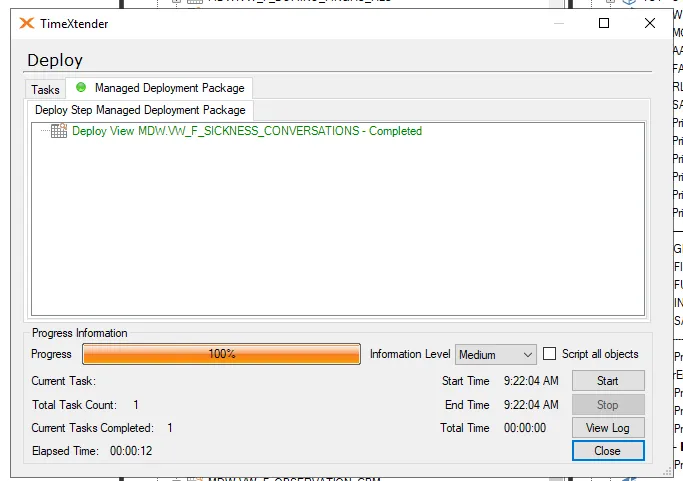 TimeXtender
Deploy
Tasks
Managed Deployment Package
Deploy Step Managed Deployment Package
Deploy View MDW.VW_F_SICKNESS_CONVERSATIONS - Completed
Progress Information
Progress 100% Information Level Medium Script all objects
Current Task: Start Time 9:22:04 AM Start
Total Task Count: 1 End Time 9:22:04 AM Stop
Current Tasks Completed: 1 Total Time 00:00:00 View Log
Elapsed Time: 00:00:12 Close